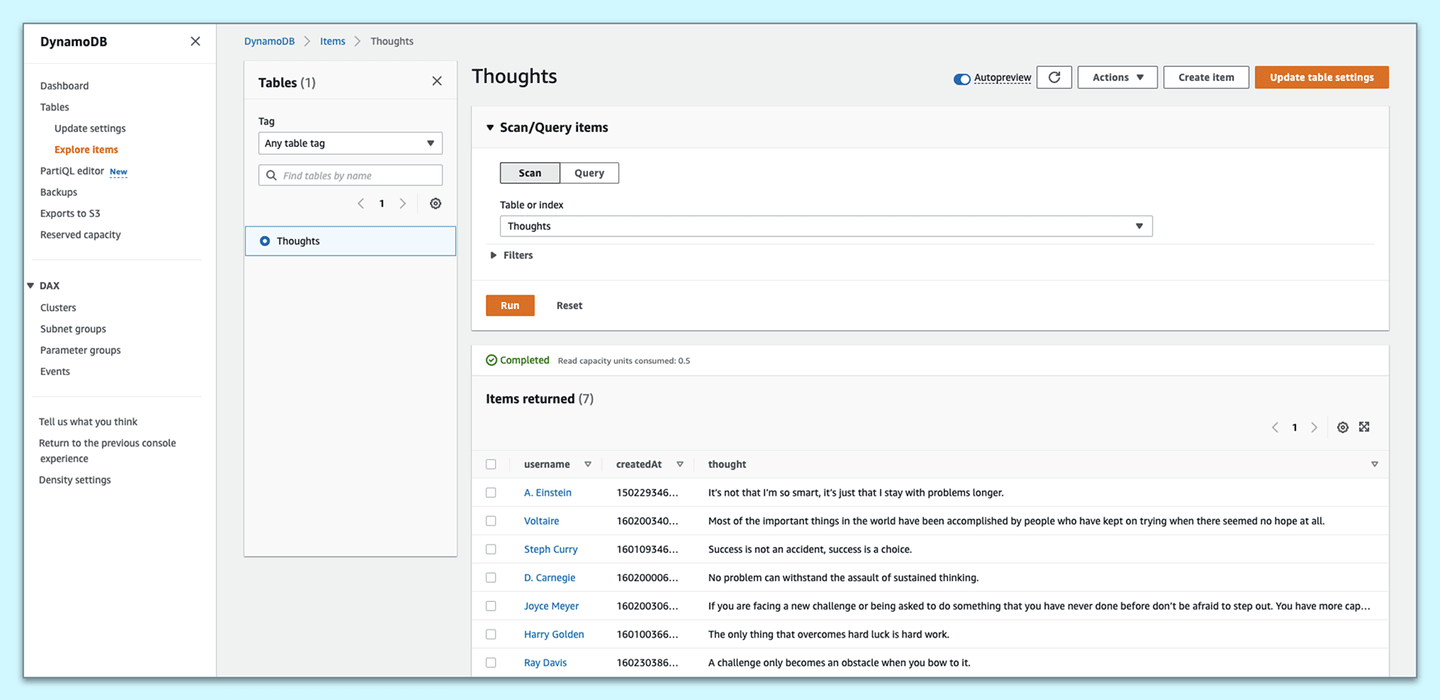 DynamoDB
Dashboard
Tables
Update settings
Explore items
PartiQL editor New
Backups
Exports to S3
Reserved capacity
DAX
Clusters
Subnet groups
Parameter groups
Events
Tell us what you think
Return to the previous console
experience
Density settings
DynamoDB Items Thoughts
Tables (1)
Tag
Any table tag
Find tables by name
1
Thoughts
Thoughts
Autopreview Actions Create item Update table settings
Scan/Query items
Scan Query
Table or index
Thoughts
Filters
Run Reset
Completed Read capacity units consumed: 0.5
Items returned (7)
1
username createdAt thought
A. Einstein 150229346... It's not that I'm so smart, it's just that I stay with problems longer.
Voltaire 160200340... Most of the important things in the world have been accomplished by people who have kept on trying when there seemed no hope at all.
Steph Curry 160109346... Success is not an accident, success is a choice.
D. Carnegie 160200006... No problem can withstand the assault of sustained thinking.
Joyce Meyer 160200306... If you are facing a new challenge or being asked to do something that you have never done before don't be afraid to step out. You have more cap...
Harry Golden 160100366... The only thing that overcomes hard luck is hard work.
Ray Davis 160230386... A challenge only becomes an obstacle when you bow to it.